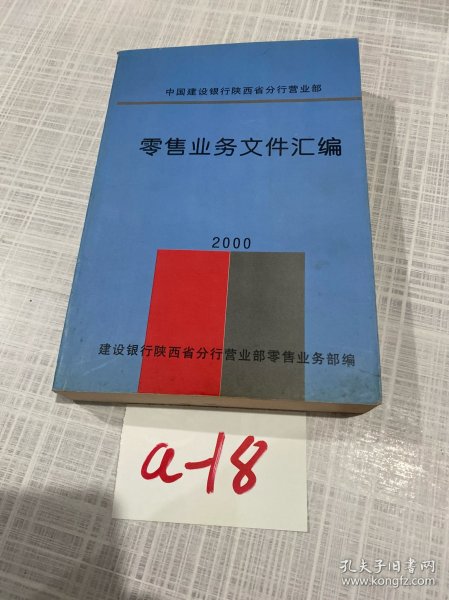 中国建设银行陕西省分行营业部
零售业务文件汇编
2000
建设银行陕西省分行营业部零售业务部编
a-18
孔夫子旧书网
www.kongfz.com